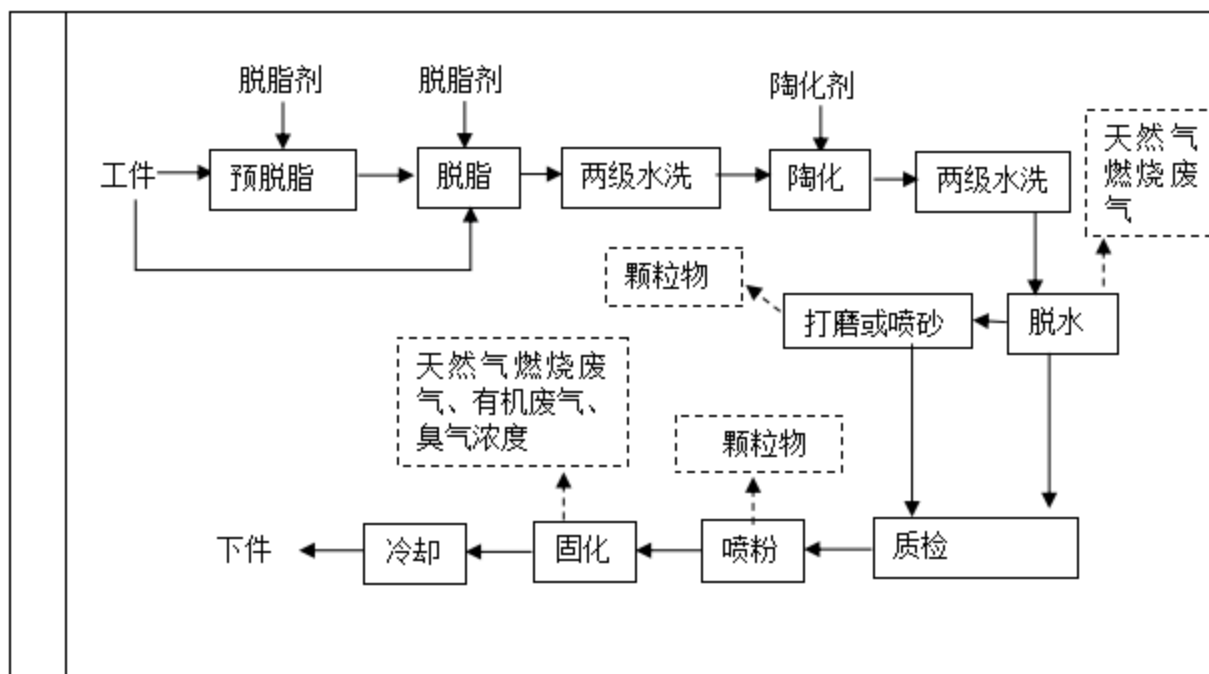 脱脂剂
脱脂剂
陶化剂
工件
预脱脂
脱脂
两级水洗
陶化
两级水洗
天然气
燃烧废
气
颗粒物
打磨或喷砂
脱水
天然气燃烧废
气、有机废气、
臭气浓度
颗粒物
下件
冷却
固化
喷粉
质检